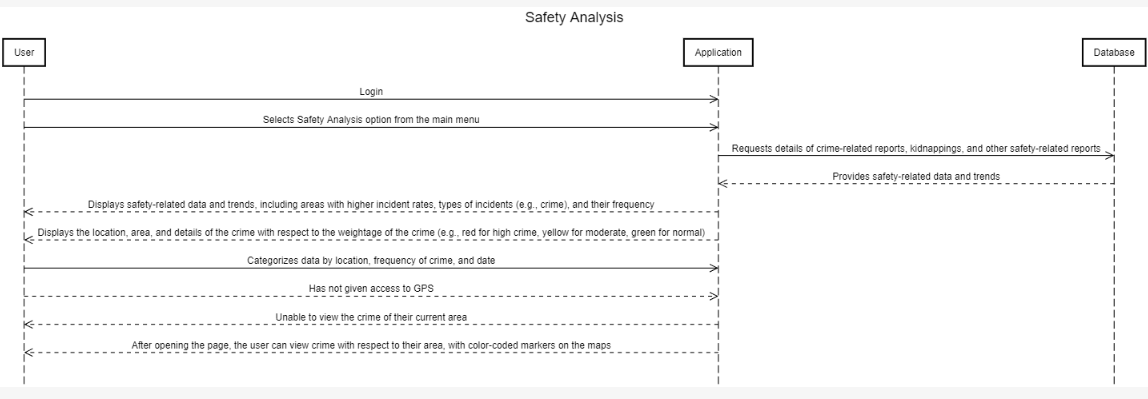 Safety Analysis
User
Application
Database
Login
Selects Safety Analysis option from the main menu
Requests details of crime-related reports, kidnappings, and other safety-related reports
Provides safety-related data and trends
Displays safety-related data and trends, including areas with higher incident rates, types of incidents (e.g., crime), and their frequency
Displays the location, area, and details of the crime with respect to the weightage of the crime (e.g., red for high crime, yellow for moderate, green for normal)
Categorizes data by location, frequency of crime, and date
Has not given access to GPS
Unable to view the crime of their current area
After opening the page, the user can view crime with respect to their area, with color-coded markers on the maps